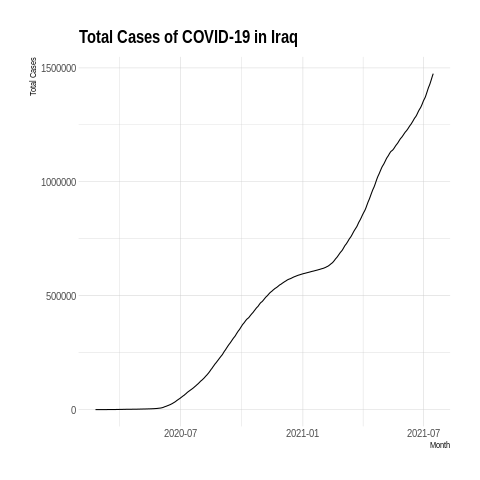 Total Cases of COVID-19 in Iraq
Total Cases
1500000
1000000
500000
0
2020-07
2021-01
2021-07
Month